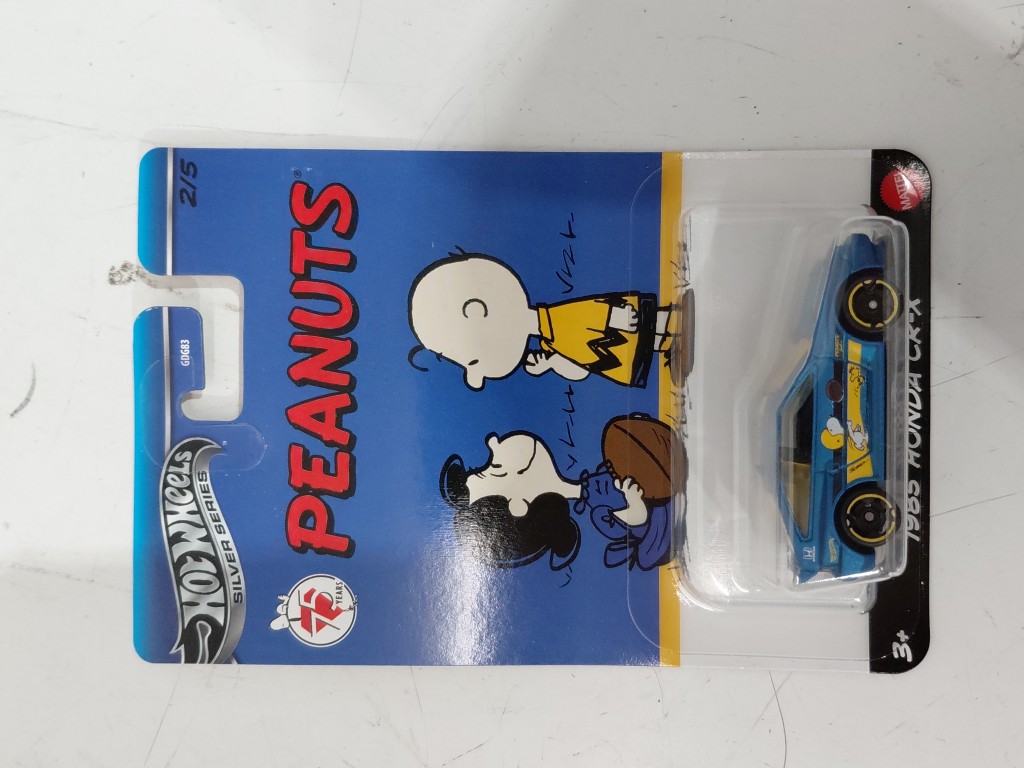 HOT WHEELS
SILVER SERIES
GDG83
2/5
PEANUTS
75
YEARS
1985 HONDA CR-X
3+
MATTEL